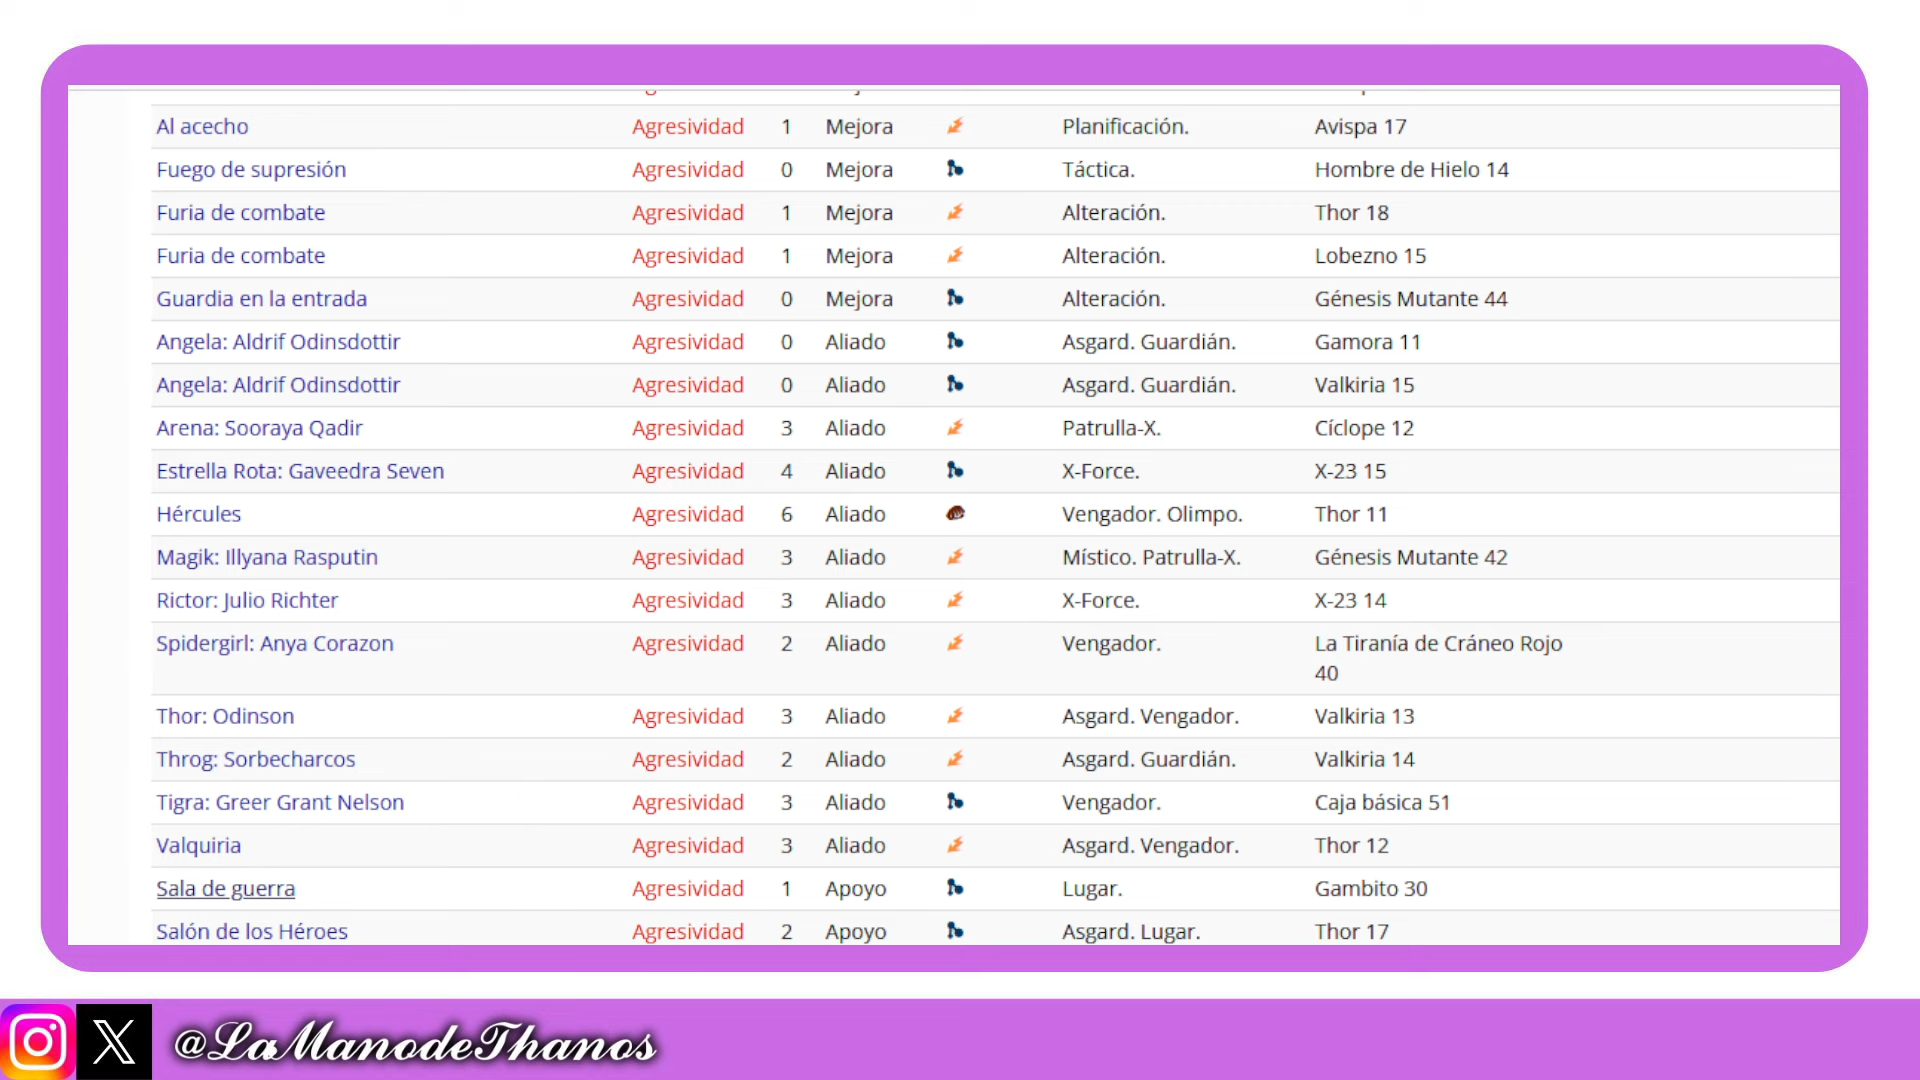 Al acecho Agresividad 1 Mejora Planificación. Avispa 17
Fuego de supresión Agresividad 0 Mejora Táctica. Hombre de Hielo 14
Furia de combate Agresividad 1 Mejora Alteración. Thor 18
Furia de combate Agresividad 1 Mejora Alteración. Lobezno 15
Guardia en la entrada Agresividad 0 Mejora Alteración. Génesis Mutante 44
Angela: Aldrif Odinsdottir Agresividad 0 Aliado Asgard. Guardián. Gamora 11
Angela: Aldrif Odinsdottir Agresividad 0 Aliado Asgard. Guardián. Valkiria 15
Arena: Sooraya Qadir Agresividad 3 Aliado Patrulla-X. Cíclope 12
Estrella Rota: Gaveedra Seven Agresividad 4 Aliado X-Force. X-23 15
Hércules Agresividad 6 Aliado Vengador. Olimpo. Thor 11
Magik: Illyana Rasputin Agresividad 3 Aliado Místico. Patrulla-X. Génesis Mutante 42
Rictor: Julio Richter Agresividad 3 Aliado X-Force. X-23 14
Spidergirl: Anya Corazon Agresividad 2 Aliado Vengador. La Tiranía de Cráneo Rojo
40
Thor: Odinson Agresividad 3 Aliado Asgard. Vengador. Valkiria 13
Throg: Sorbecharcos Agresividad 2 Aliado Asgard. Guardián. Valkiria 14
Tigra: Greer Grant Nelson Agresividad 3 Aliado Vengador. Caja básica 51
Valquiria Agresividad 3 Aliado Asgard. Vengador. Thor 12
Sala de guerra Agresividad 1 Apoyo Lugar. Gambito 30
Salón de los Héroes Agresividad 2 Apoyo Asgard. Lugar. Thor 17
@LaManodeThanos